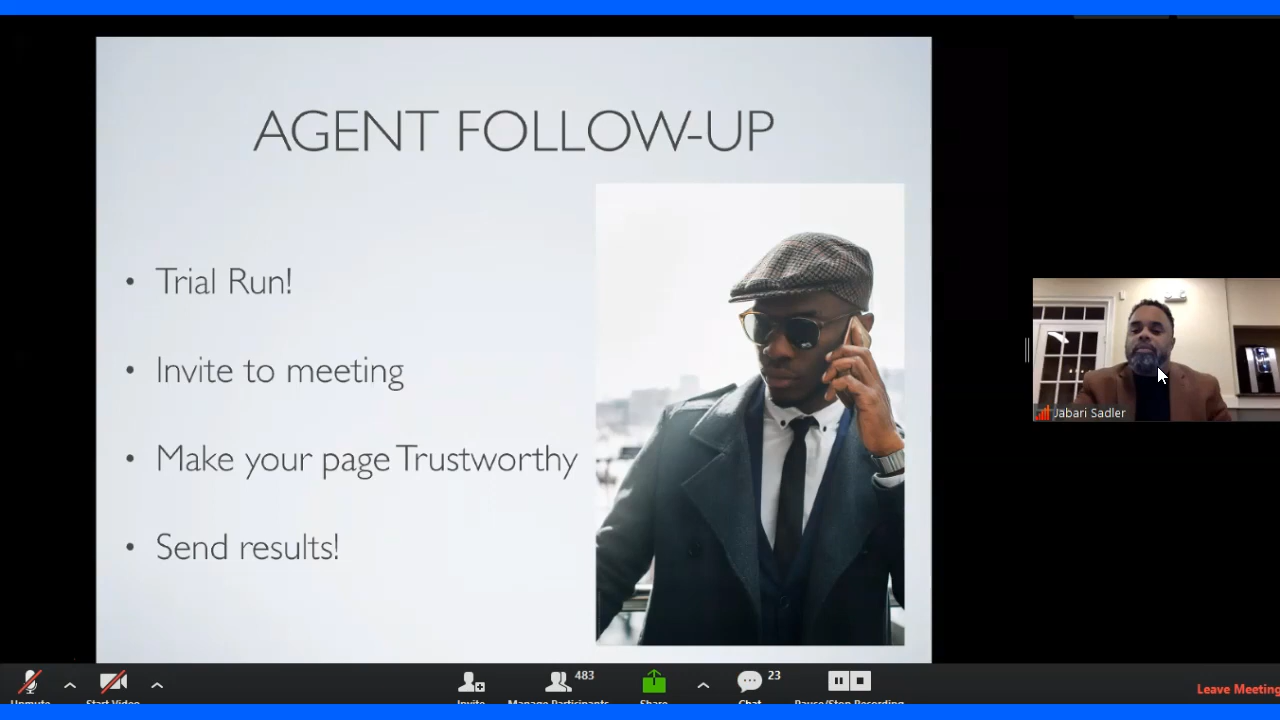 AGENT FOLLOW-UP
• Trial Run!
• Invite to meeting
• Make your page Trustworthy
• Send results!
Jabari Sadler
483
23
Unmute
Start Video
Invite
Manage Participants
Share
Chat
Pause/Stop Recording
Leave Meeting